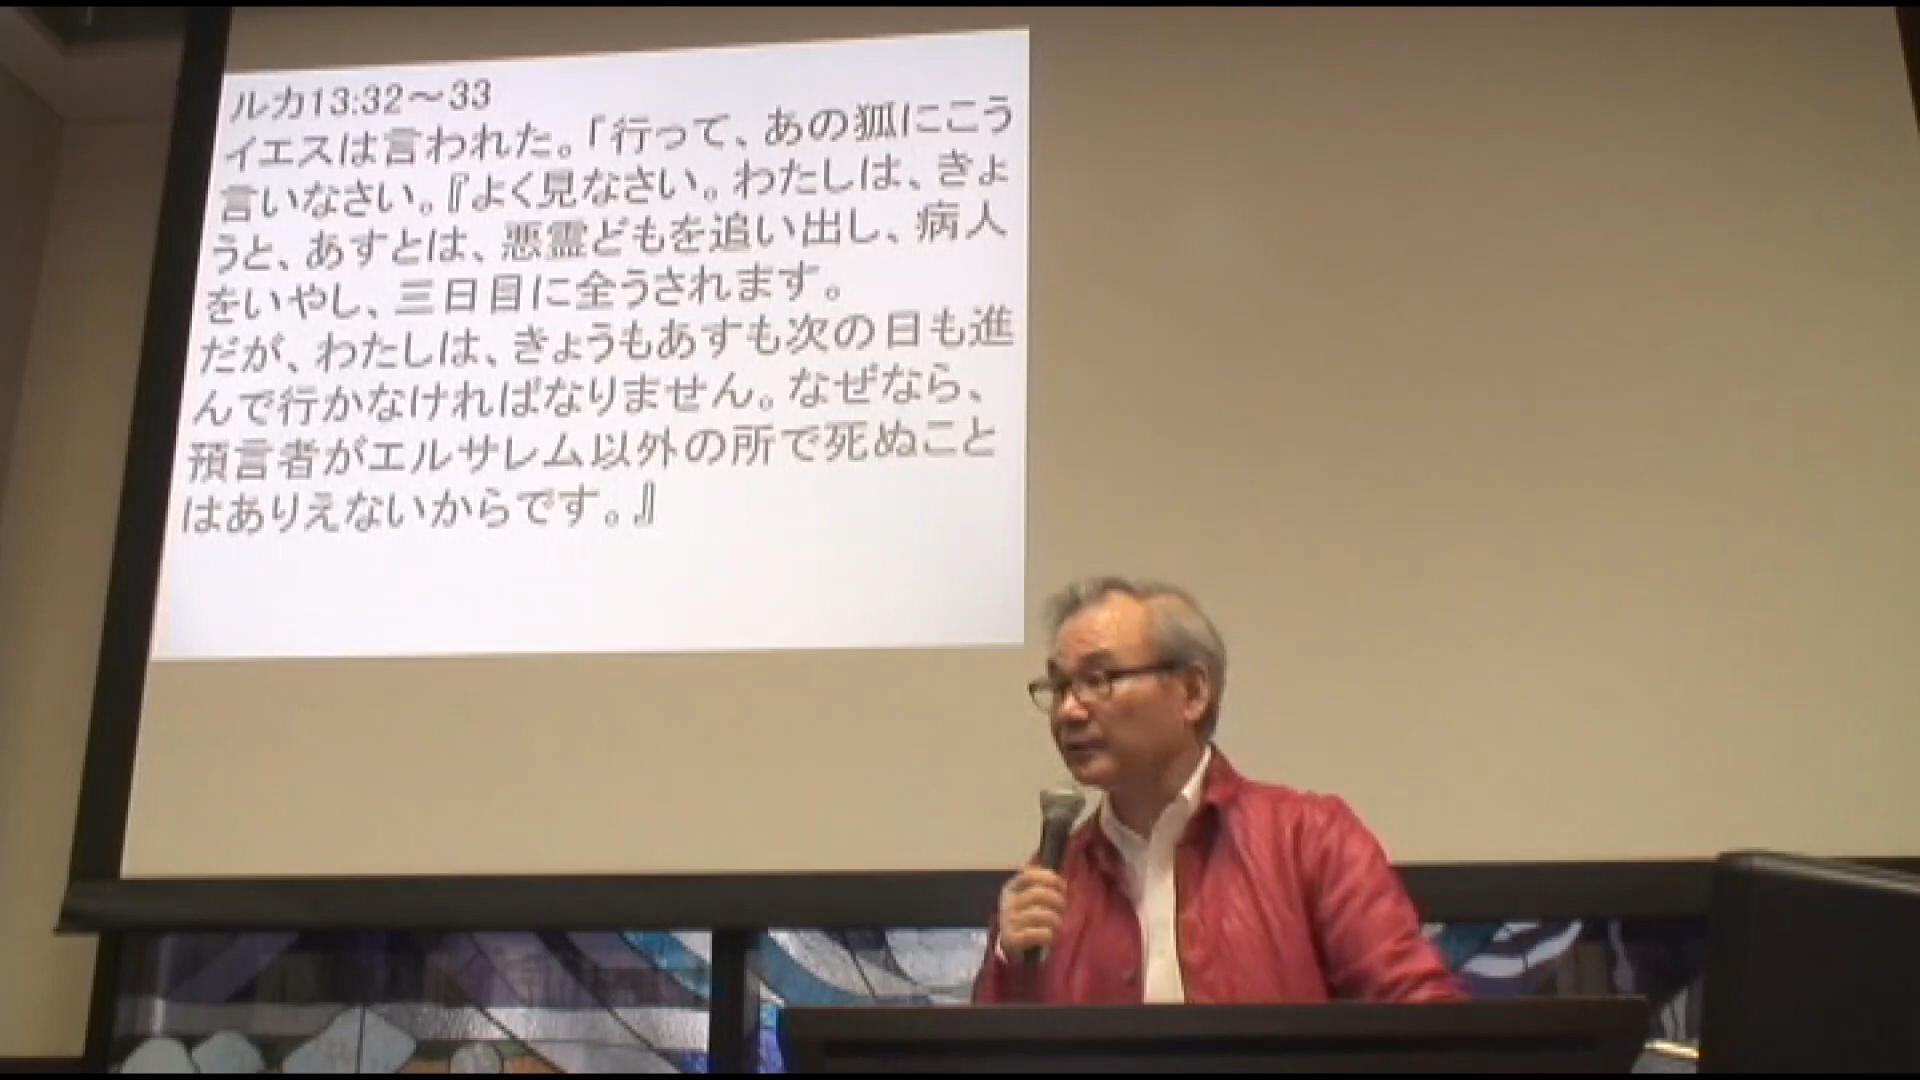 ルカ13:32～33
イエスは言われた。「行って、あの狐にこう
言いなさい。『よく見なさい。わたしは、きょ
うと、あすとは、悪霊どもを追い出し、病人
をいやし、三日目に全うされます。
だが、わたしは、きょうもあすも次の日も進
んで行かなければなりません。なぜなら、
預言者がエルサレム以外の所で死ぬこと
はありえないからです。』